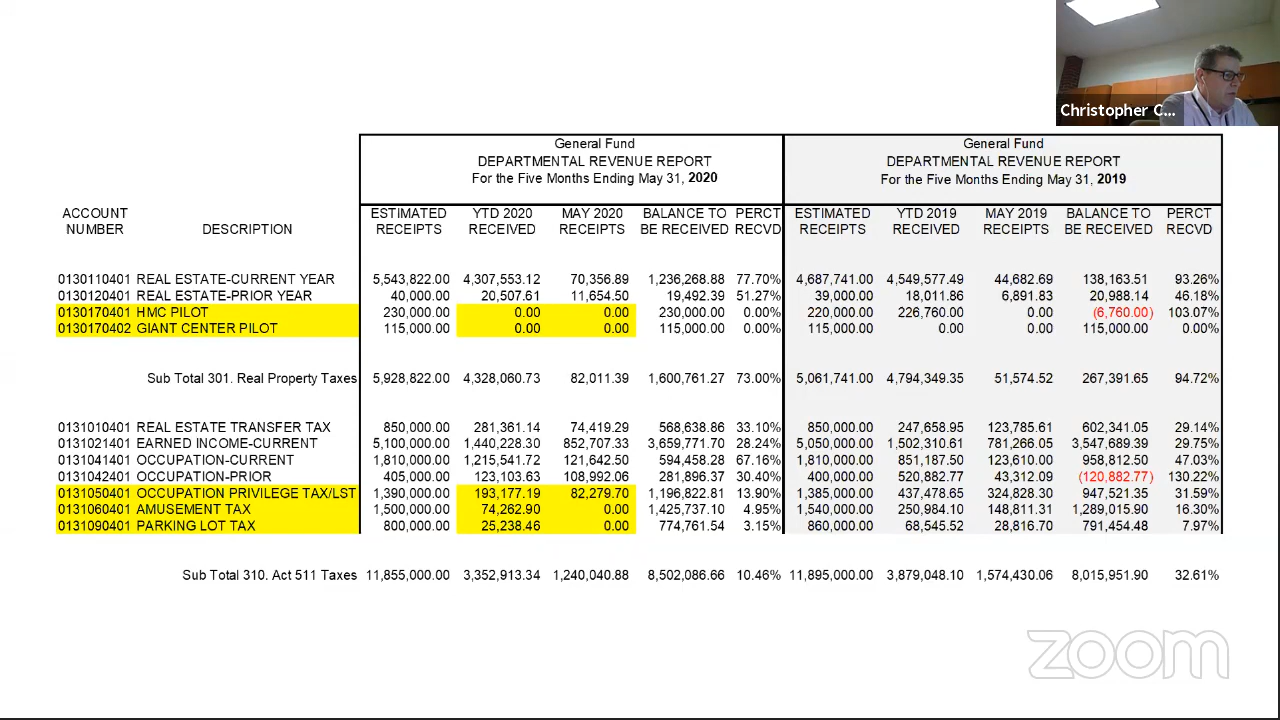 Christopher C...
General Fund General Fund
DEPARTMENTAL REVENUE REPORT DEPARTMENTAL REVENUE REPORT
For the Five Months Ending May 31, 2020 For the Five Months Ending May 31, 2019
ACCOUNT ESTIMATED YTD 2020 MAY 2020 BALANCE TO PERCT ESTIMATED YTD 2019 MAY 2019 BALANCE TO PERCT
NUMBER DESCRIPTION RECEIPTS RECEIVED RECEIPTS BE RECEIVED RECVD RECEIPTS RECEIVED RECEIPTS BE RECEIVED RECVD
0130110401 REAL ESTATE-CURRENT YEAR 5,543,822.00 4,307,553.12 70,356.89 1,236,268.88 77.70% 4,687,741.00 4,549,577.49 44,682.69 138,163.51 93.26%
0130120401 REAL ESTATE-PRIOR YEAR 40,000.00 20,507.61 11,654.50 19,492.39 51.27% 39,000.00 18,011.86 6,891.83 20,988.14 46.18%
0130170401 HMC PILOT 230,000.00 0.00 0.00 230,000.00 0.00% 220,000.00 226,760.00 0.00 (6,760.00) 103.07%
0130170402 GIANT CENTER PILOT 115,000.00 0.00 0.00 115,000.00 0.00% 115,000.00 0.00 0.00 115,000.00 0.00%
Sub Total 301. Real Property Taxes 5,928,822.00 4,328,060.73 82,011.39 1,600,761.27 73.00% 5,061,741.00 4,794,349.35 51,574.52 267,391.65 94.72%
0131010401 REAL ESTATE TRANSFER TAX 850,000.00 281,361.14 74,419.29 568,638.86 33.10% 850,000.00 247,658.95 123,785.61 602,341.05 29.14%
0131021401 EARNED INCOME-CURRENT 5,100,000.00 1,440,228.30 852,707.33 3,659,771.70 28.24% 5,050,000.00 1,502,310.61 781,266.05 3,547,689.39 29.75%
0131041401 OCCUPATION-CURRENT 1,810,000.00 1,215,541.72 121,642.50 594,458.28 67.16% 1,810,000.00 851,187.50 123,610.00 958,812.50 47.03%
0131042401 OCCUPATION-PRIOR 405,000.00 123,103.63 108,992.06 281,896.37 30.40% 400,000.00 520,882.77 43,312.09 (120,882.77) 130.22%
0131050401 OCCUPATION PRIVILEGE TAX/LST 1,390,000.00 193,177.19 82,279.70 1,196,822.81 13.90% 1,385,000.00 437,478.65 324,828.30 947,521.35 31.59%
0131060401 AMUSEMENT TAX 1,500,000.00 74,262.90 0.00 1,425,737.10 4.95% 1,540,000.00 250,984.10 148,811.31 1,289,015.90 16.30%
0131090401 PARKING LOT TAX 800,000.00 25,238.46 0.00 774,761.54 3.15% 860,000.00 68,545.52 28,816.70 791,454.48 7.97%
Sub Total 310. Act 511 Taxes 11,855,000.00 3,352,913.34 1,240,040.88 8,502,086.66 10.46% 11,895,000.00 3,879,048.10 1,574,430.06 8,015,951.90 32.61%
zoom